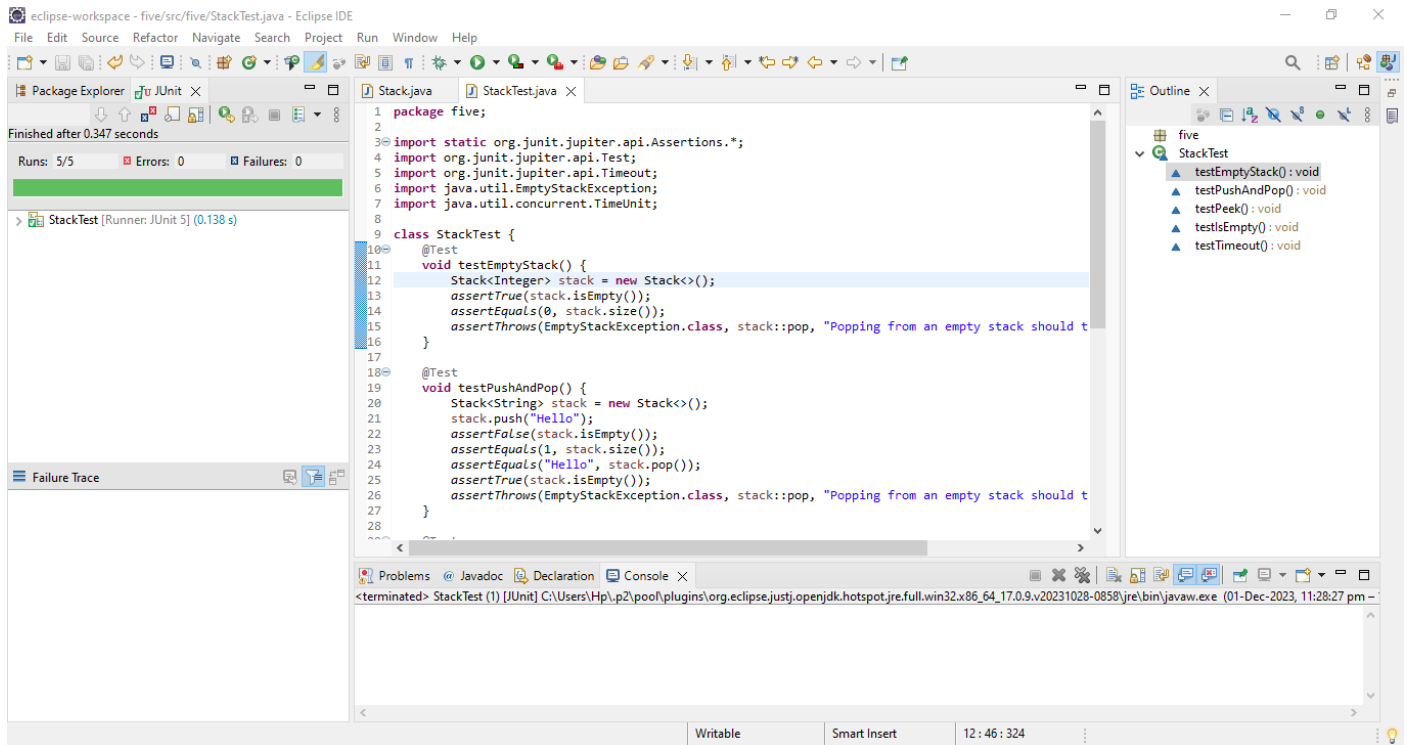 eclipse-workspace - five/src/five/StackTest.java - Eclipse IDE
File Edit Source Refactor Navigate Search Project Run Window Help
Package Explorer JUnit
Finished after 0.347 seconds
Runs: 5/5 Errors: 0 Failures: 0
StackTest [Runner: JUnit 5] (0.138 s)
Failure Trace
Stack.java StackTest.java
1 package five;
2
3 import static org.junit.jupiter.api.Assertions.*;
4 import org.junit.jupiter.api.Test;
5 import org.junit.jupiter.api.Timeout;
6 import java.util.EmptyStackException;
7 import java.util.concurrent.TimeUnit;
8
9 class StackTest {
10 @Test
11 void testEmptyStack() {
12 Stack<Integer> stack = new Stack<>();
13 assertTrue(stack.isEmpty());
14 assertEquals(0, stack.size());
15 assertThrows(EmptyStackException.class, stack::pop, "Popping from an empty stack should t
16 }
17
18 @Test
19 void testPushAndPop() {
20 Stack<String> stack = new Stack<>();
21 stack.push("Hello");
22 assertFalse(stack.isEmpty());
23 assertEquals(1, stack.size());
24 assertEquals("Hello", stack.pop());
25 assertTrue(stack.isEmpty());
26 assertThrows(EmptyStackException.class, stack::pop, "Popping from an empty stack should t
27 }
28
Outline
five
StackTest
testEmptyStack() : void
testPushAndPop() : void
testPeek() : void
testIsEmpty() : void
testTimeout() : void
Problems Javadoc Declaration Console
<terminated> StackTest (1) [JUnit] C:\Users\Hp\.p2\pool\plugins\org.eclipse.justj.openjdk.hotspot.jre.full.win32.x86_64_17.0.9.v20231028-0858\jre\bin\javaw.exe (01-Dec-2023, 11:28:27 pm –
Writable Smart Insert 12 : 46 : 324